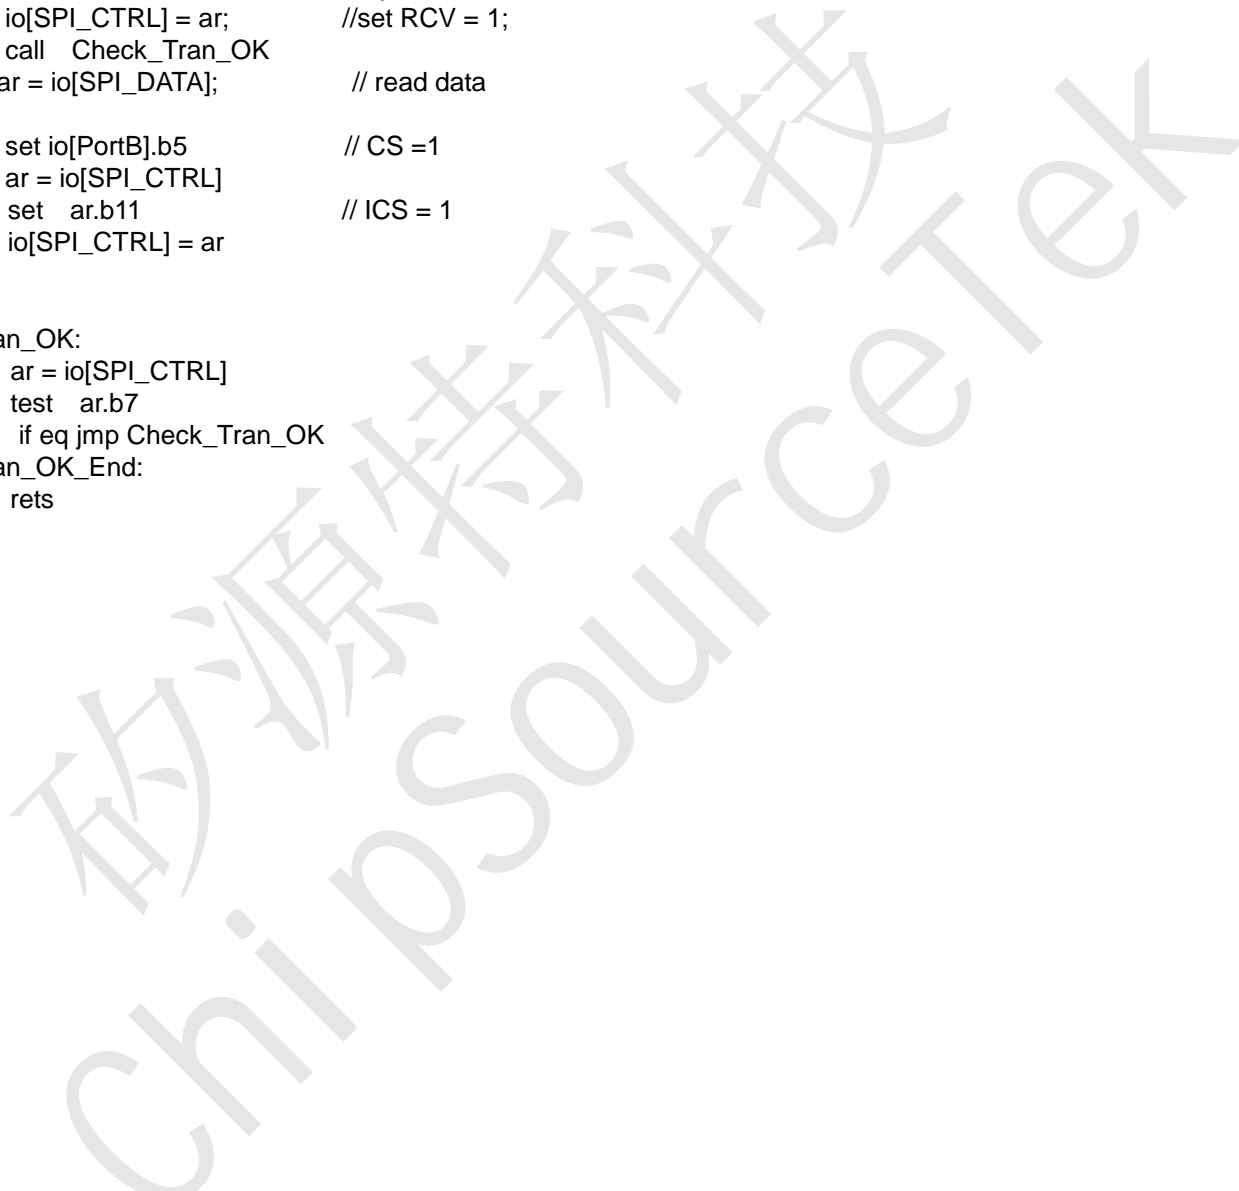 io[SPI_CTRL] = ar; //set RCV = 1;
call Check_Tran_OK
ar = io[SPI_DATA]; // read data
set io[PortB].b5 // CS =1
ar = io[SPI_CTRL]
set ar.b11 // ICS = 1
io[SPI_CTRL] = ar
an_OK:
ar = io[SPI_CTRL]
test ar.b7
if eq jmp Check_Tran_OK
an_OK_End:
rets
矽源特科技
ChipSourceTek